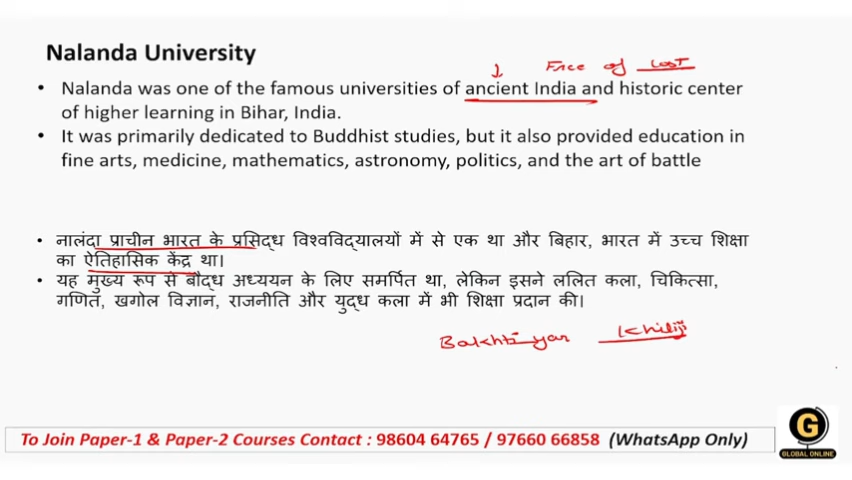 Nalanda University
Free of cost
• Nalanda was one of the famous universities of ancient India and historic center
of higher learning in Bihar, India.
• It was primarily dedicated to Buddhist studies, but it also provided education in
fine arts, medicine, mathematics, astronomy, politics, and the art of battle
• नालंदा प्राचीन भारत के प्रसिद्ध विश्वविद्यालयों में से एक था और बिहार, भारत में उच्च शिक्षा
का ऐतिहासिक केंद्र था।
• यह मुख्य रूप से बौद्ध अध्ययन के लिए समर्पित था, लेकिन इसने ललित कला, चिकित्सा,
गणित, खगोल विज्ञान, राजनीति और युद्ध कला में भी शिक्षा प्रदान की।
Bakhtiyar Khilji
To Join Paper-1 & Paper-2 Courses Contact : 98604 64765 / 97660 66858 (WhatsApp Only)
G
GLOBAL ONLINE